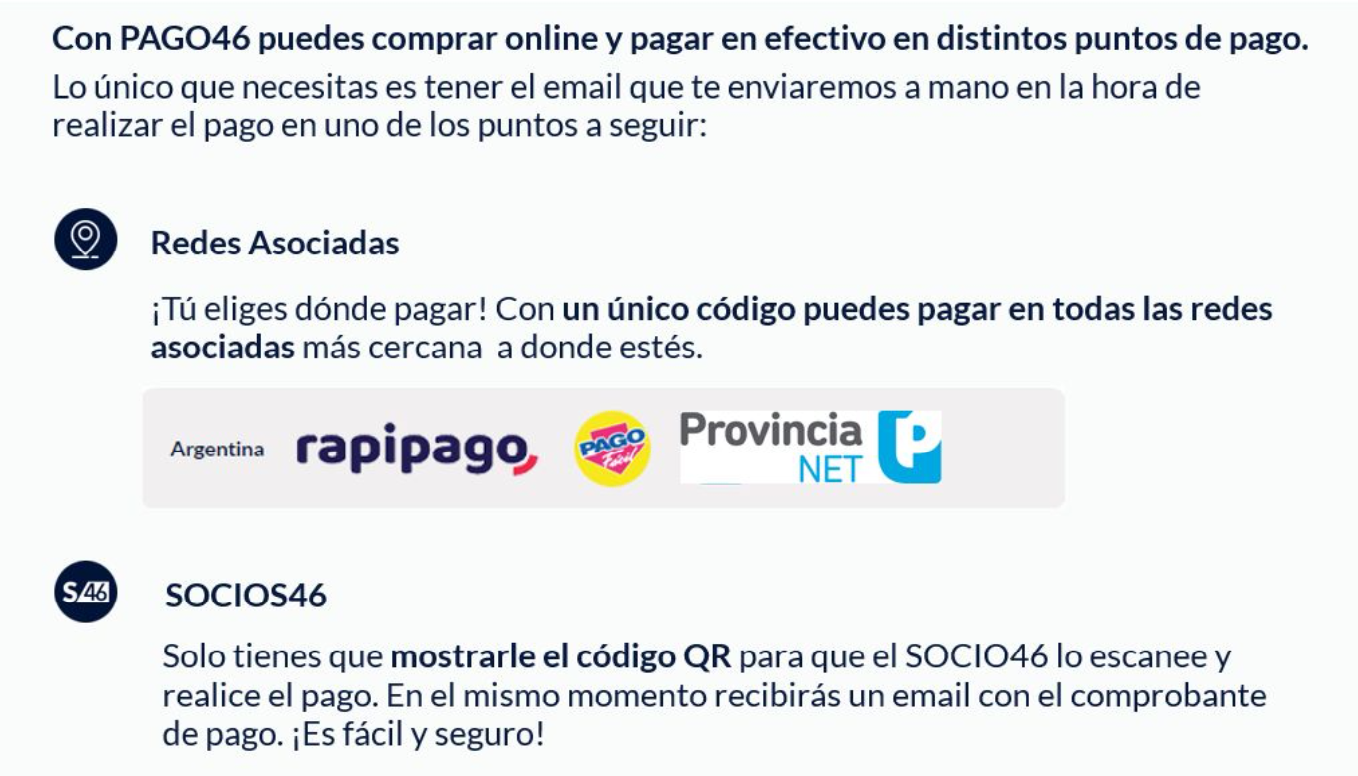 Con PAGO46 puedes comprar online y pagar en efectivo en distintos puntos de pago.
Lo único que necesitas es tener el email que te enviaremos a mano en la hora de
realizar el pago en uno de los puntos a seguir:
Redes Asociadas
¡Tú eliges dónde pagar! Con un único código puedes pagar en todas las redes
asociadas más cercana a donde estés.
Argentina rapipago PAGO Fácil Provincia NET
S/46 SOCIOS46
Solo tienes que mostrarle el código QR para que el SOCIO46 lo escanee y
realice el pago. En el mismo momento recibirás un email con el comprobante
de pago. ¡Es fácil y seguro!